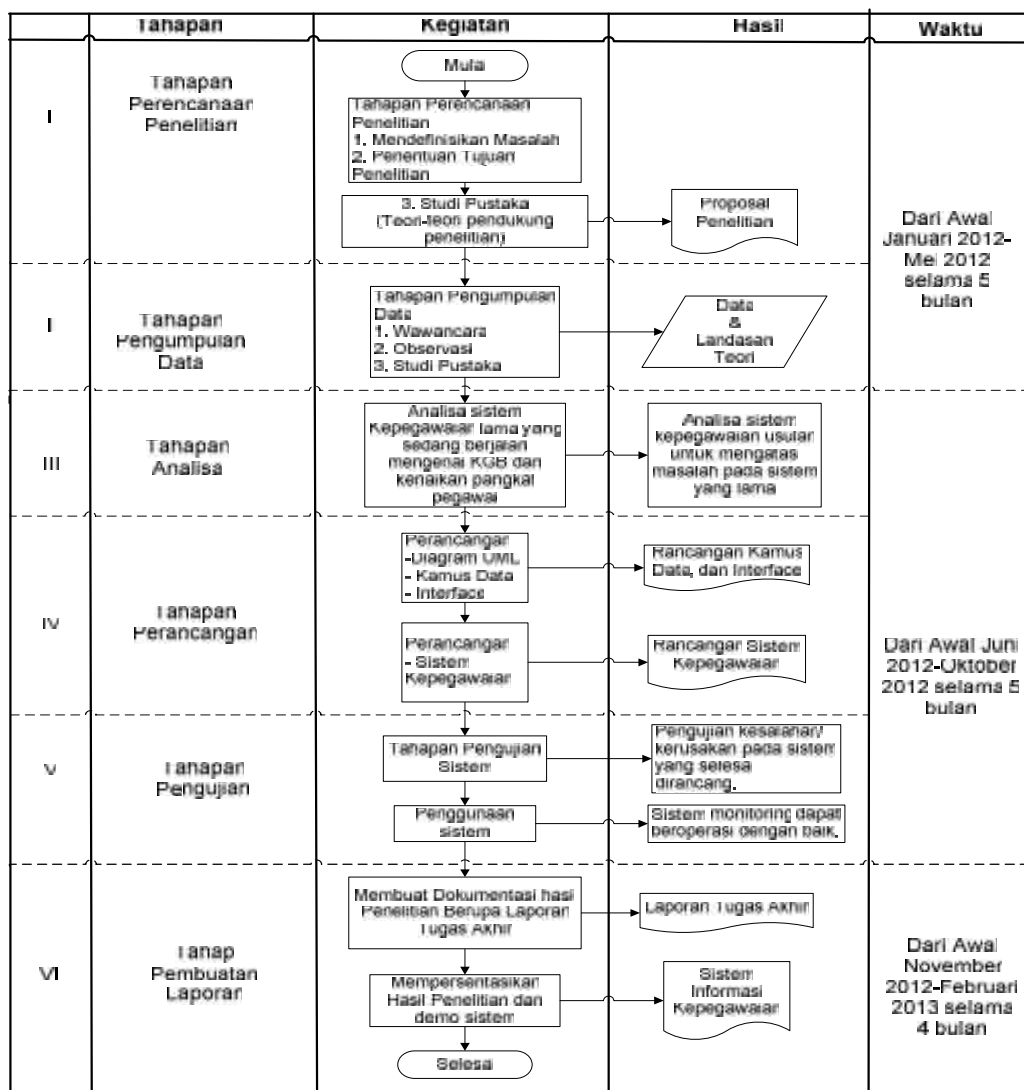 Tahapan
Kegiatan
Hasil
Waktu
I
Tahapan
Perencanaan
Penelitian
Mula
Tahapan Perencanaan
Penelitian
1. Mendefinisikan Masalah
2. Penentuan Tujuan
Penelitian
3. Studi Pustaka
(Teori-teori pendukung
penelitian)
Proposal
Penelitian
Dari Awal
Januari 2012-
Mei 2012
selama 5
bulan
I
Tahapan
Pengumpulan
Data
Tahapan Pengumpulan
Data
1. Wawancara
2. Observasi
3. Studi Pustaka
Data
&
Landasan
Teori
III
Tahapan
Analisa
Analisa sistem
Kepegawaian lama yang
sedang berjalan
mengenai KGB dan
kenaikan pangkat
pegawai
Analisa sistem
kepegawaian usulan
untuk mengatas
masalah pada sistem
yang lama
IV
Tahapan
Perancangan
Perancangan
-Diagram UML
- Kamus Data
- Interface
Rancangan Kamus
Data, dan Interface
Perancangan
- Sistem
Kepegawaian
Rancangan Sistem
Kepegawaian
Dari Awal Juni
2012-Oktober
2012 selama 5
bulan
V
Tahapan
Pengujian
Tahapan Pengujian
Sistem
Pengujian kesalahan/
kerusakan pada sistem
yang selesa
dirancang.
Penggunaan
sistem
Sistem monitoring dapat
beroperasi dengan baik.
VI
Tahap
Pembuatan
Laporan
Membuat Dokumentasi hasi
Penelitian Berupa Laporan
Tugas Akhir
Laporan Tugas Akhir
Mempersentasikan
Hasil Penelitian dan
demo sistem
Sistem
Informasi
Kepegawaian
Selesa
Dari Awal
November
2012-Februari
2013 selama
4 bulan